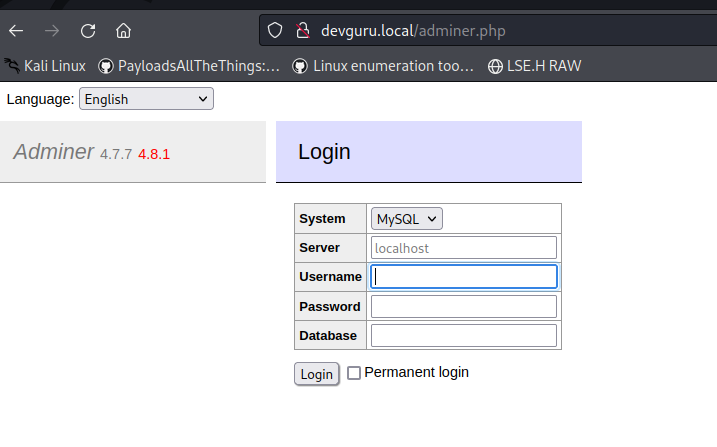 devguru.local/adminer.php
Kali Linux PayloadsAllTheThings:... Linux enumeration too... LSE.H RAW
Language: English
Adminer 4.7.7 4.8.1
Login
System MySQL
Server localhost
Username
Password
Database
Login Permanent login